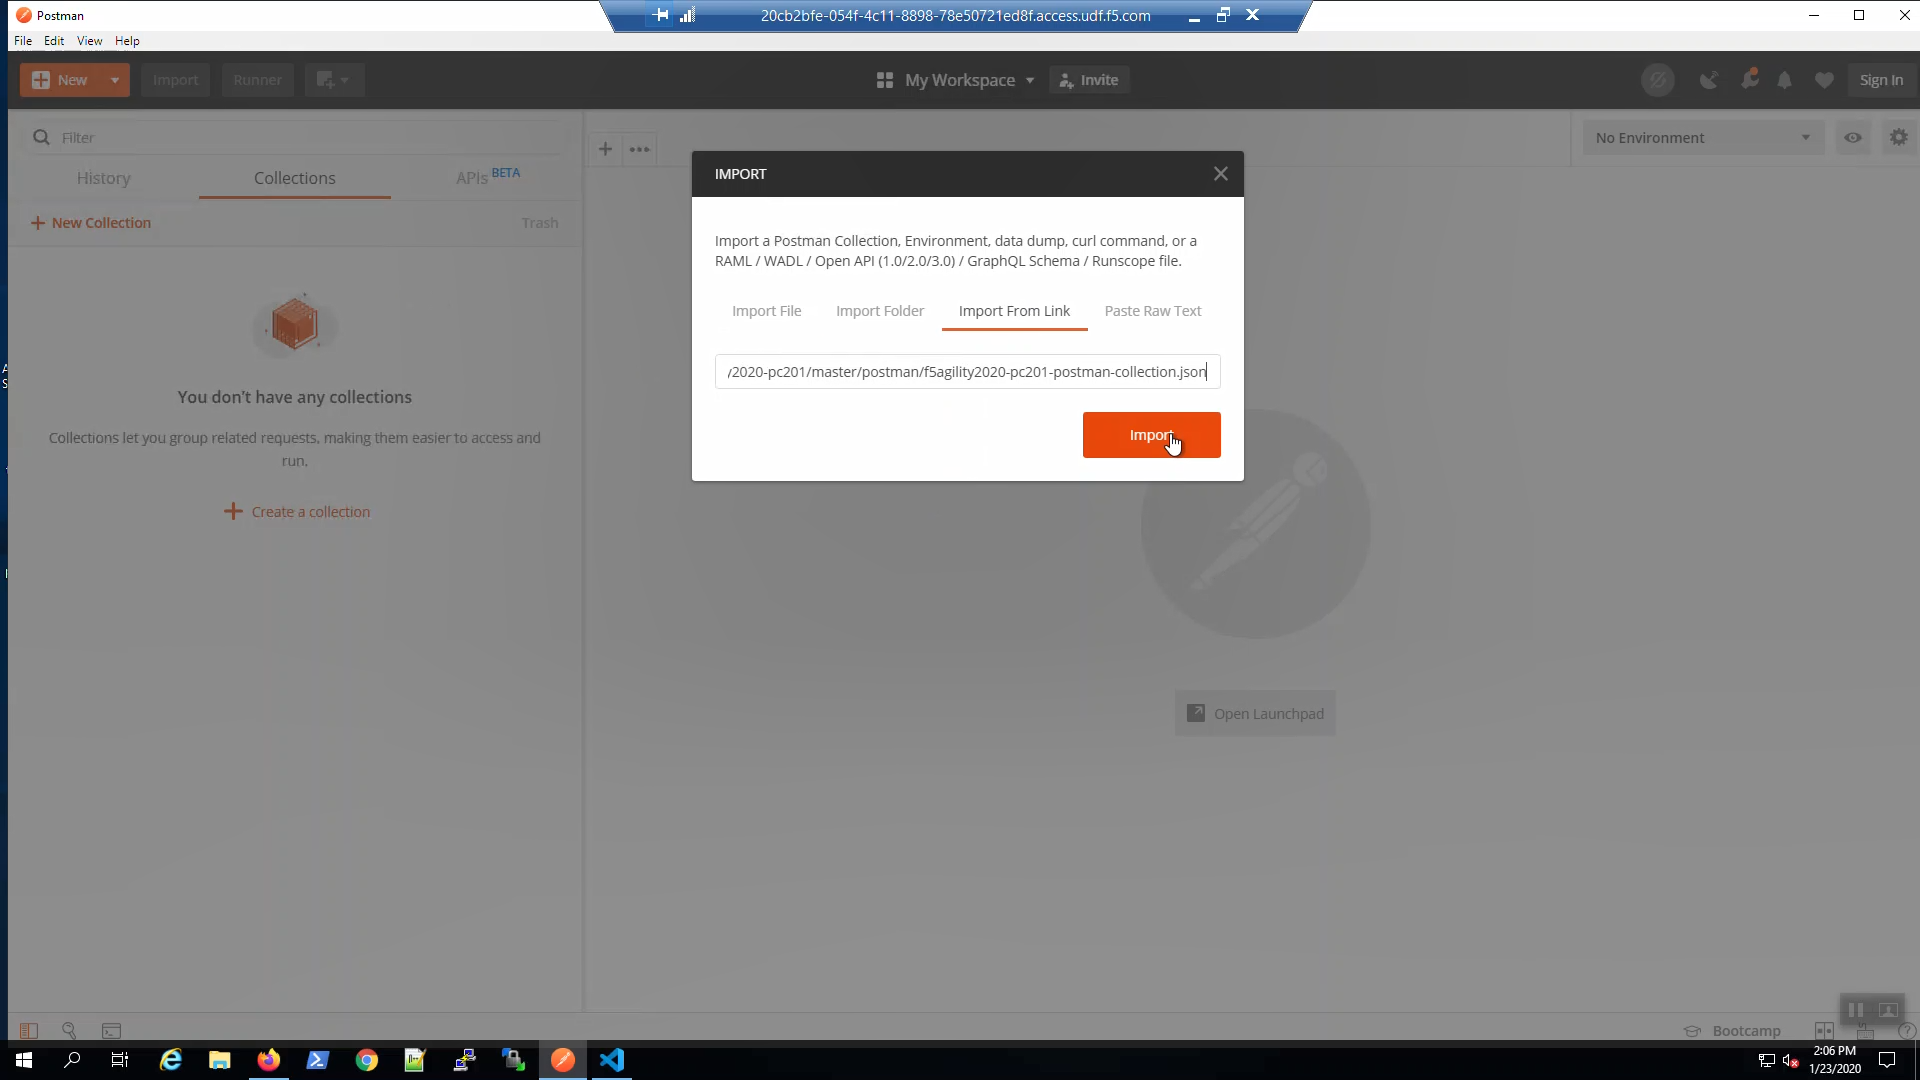 Postman
20cb2bfe-054f-4c11-8898-78e50721ed8f.access.udf.f5.com
File Edit View Help
New Import Runner My Workspace Invite Sign In
Filter
No Environment
History Collections APIs BETA
New Collection Trash
You don't have any collections
Collections let you group related requests, making them easier to access and
run.
Create a collection
IMPORT
Import a Postman Collection, Environment, data dump, curl command, or a
RAML / WADL / Open API (1.0/2.0/3.0) / GraphQL Schema / Runscope file.
Import File Import Folder Import From Link Paste Raw Text
/2020-pc201/master/postman/f5agility2020-pc201-postman-collection.json
Import
Open Launchpad
Bootcamp
2:06 PM
1/23/2020